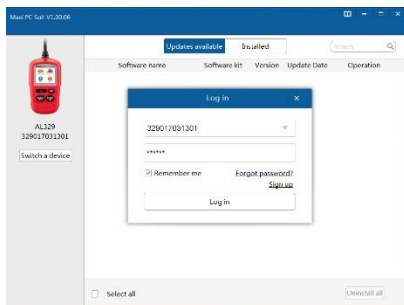 Maxi PC Suit V1.00.06
Updates available Installed
Search
Software name Software kit Version Update Date Operation
Log in
329017031301
******
Remember me Forgot password?
Sign up
Log in
AL329
329017031301
Switch a device
Select all
Uninstall all